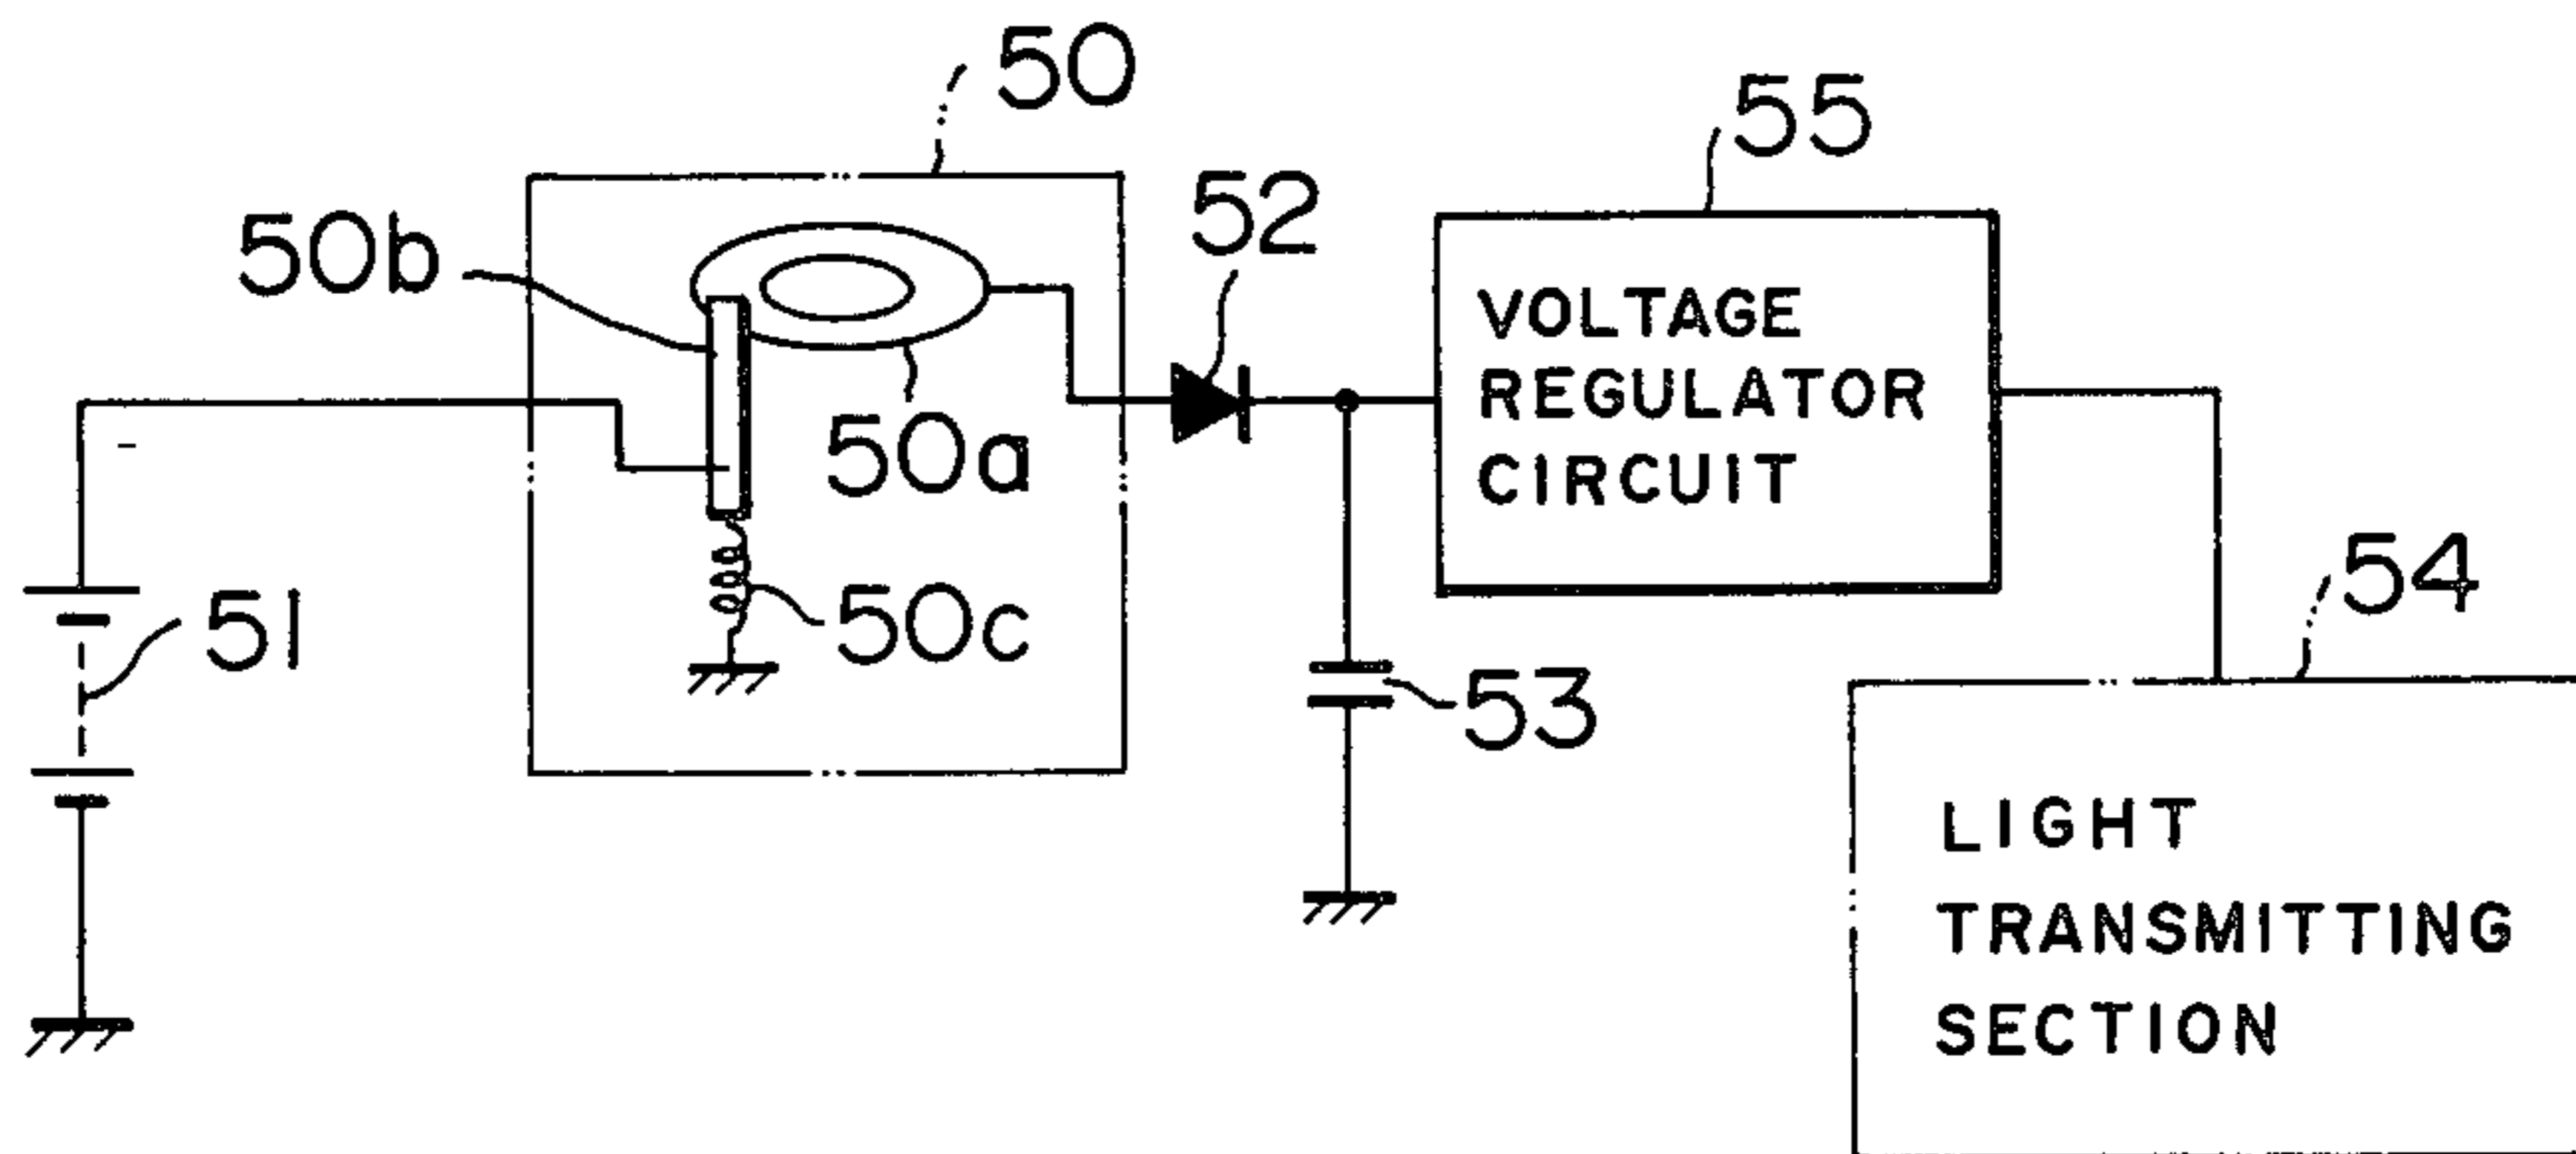 50
55
52
50b
VOLTAGE
REGULATOR
CIRCUIT
50a
54
51
50c
53
LIGHT
TRANSMITTING
SECTION